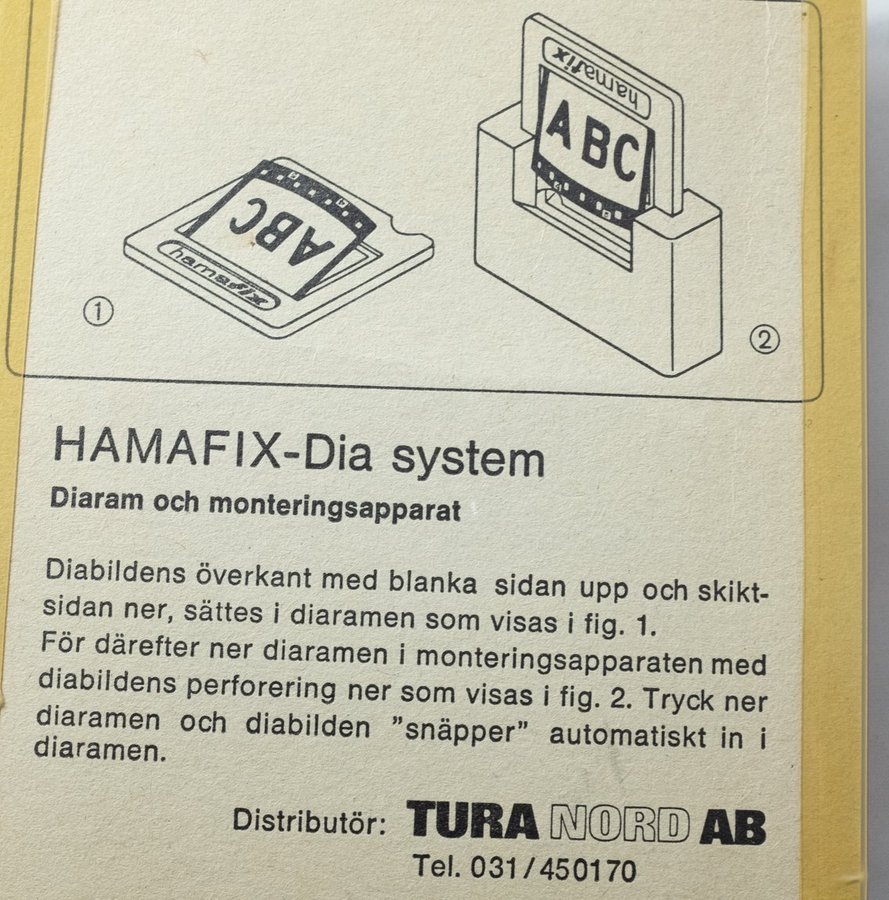 hamafix
ABC
ABC
hamafix
1
2
HAMAFIX-Dia system
Diaram och monteringsapparat
Diabildens överkant med blanka sidan upp och skikt-
sidan ner, sättes i diaramen som visas i fig. 1.
För därefter ner diaramen i monteringsapparaten med
diabildens perforering ner som visas i fig. 2. Tryck ner
diaramen och diabilden "snäpper" automatiskt in i
diaramen.
Distributör: TURA NORD AB
Tel. 031/450170